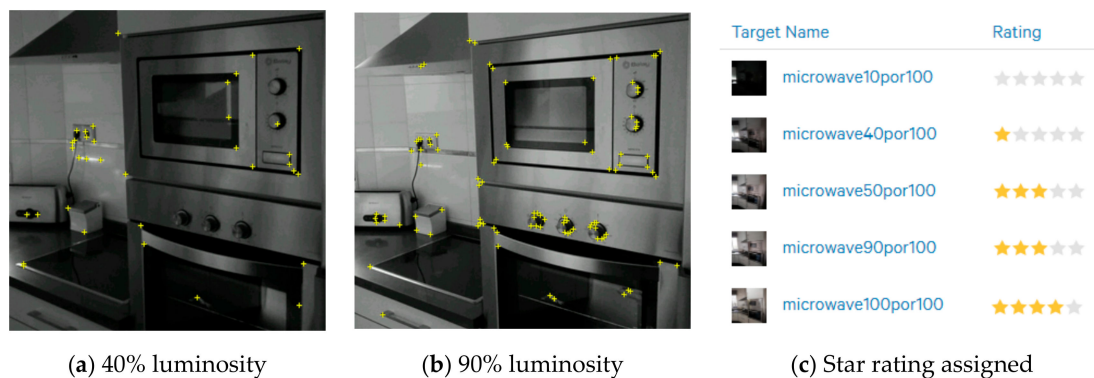 Target Name Rating
microwave10por100
microwave40por100
microwave50por100
microwave90por100
microwave100por100
(a) 40% luminosity (b) 90% luminosity (c) Star rating assigned